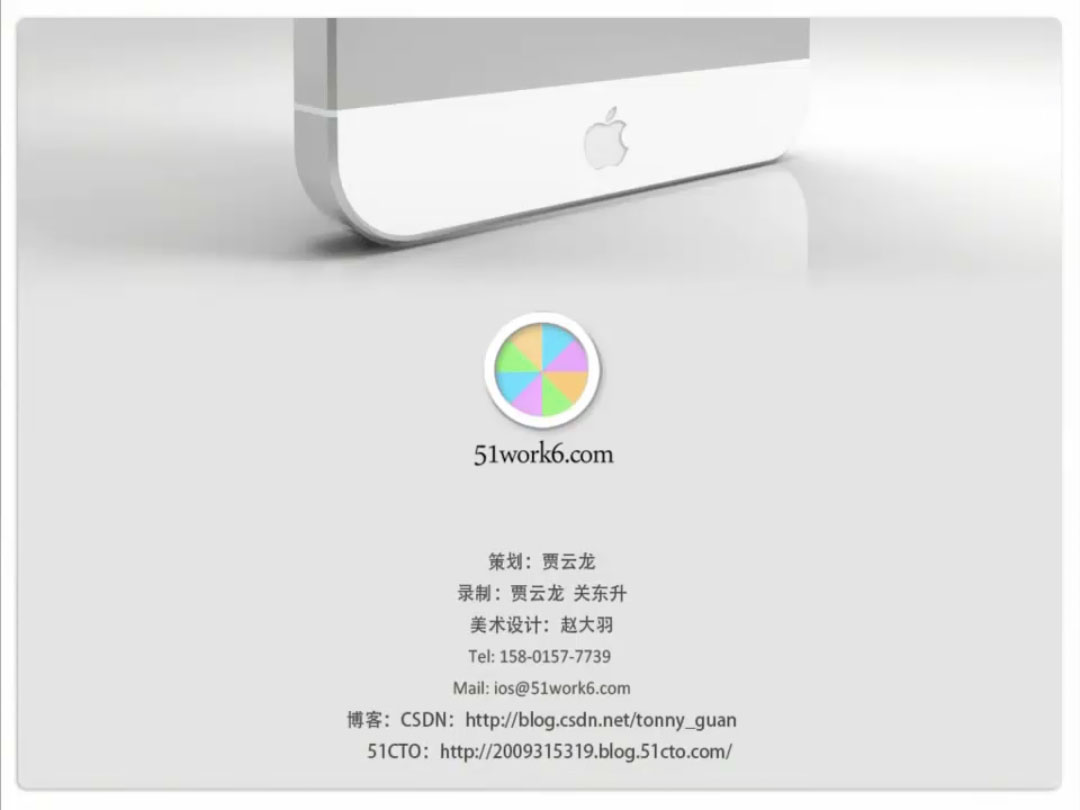 51work6.com
策划：贾云龙
录制：贾云龙 关东升
美术设计：赵大羽
Tel: 158-0157-7739
Mail: ios@51work6.com
博客：CSDN：http://blog.csdn.net/tonny_guan
51CTO：http://2009315319.blog.51cto.com/